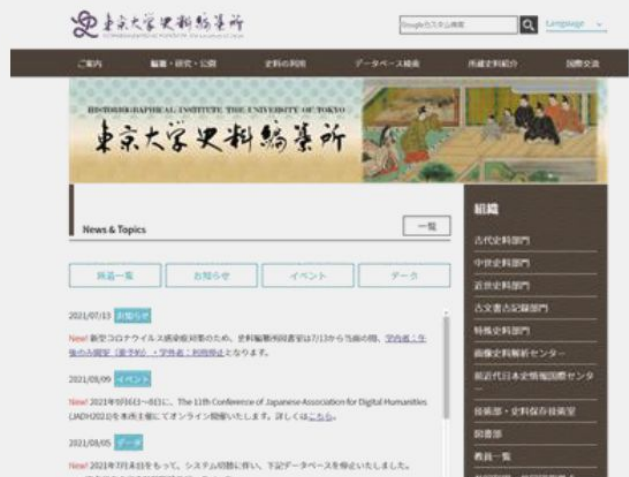 東京大学史料編纂所
Googleカスタム検索
Language
ご案内 編纂・研究・公開 史料の利用 データベース検索 所蔵史料紹介 国際交流
HISTORIOGRAPHICAL INSTITUTE THE UNIVERSITY OF TOKYO
東京大学史料編纂所
News & Topics
一覧
お知らせ イベント データ
2021/07/13 お知らせ
New! 新型コロナウイルス感染症対策のため、史料編纂所図書室は7/13から当面の間、学内者:午
後のみ開室(要予約)・学外者:利用停止となります。
2021/08/09 イベント
New! 2021年9月6日~8日に、The 11th Conference of Japanese Association for Digital Humanities
(JADH2021)を本所主催にてオンライン開催いたします。詳しくはこちら。
2021/08/05 データ
New! 2021年7月末日をもって、システム切替に伴い、下記データベースを停止いたしました。
組織
古代史料部門
中世史料部門
近世史料部門
古文書古記録部門
特殊史料部門
画像史料解析センター
前近代日本史情報国際センタ
ー
技術部・史料保存技術室
図書部
教員一覧